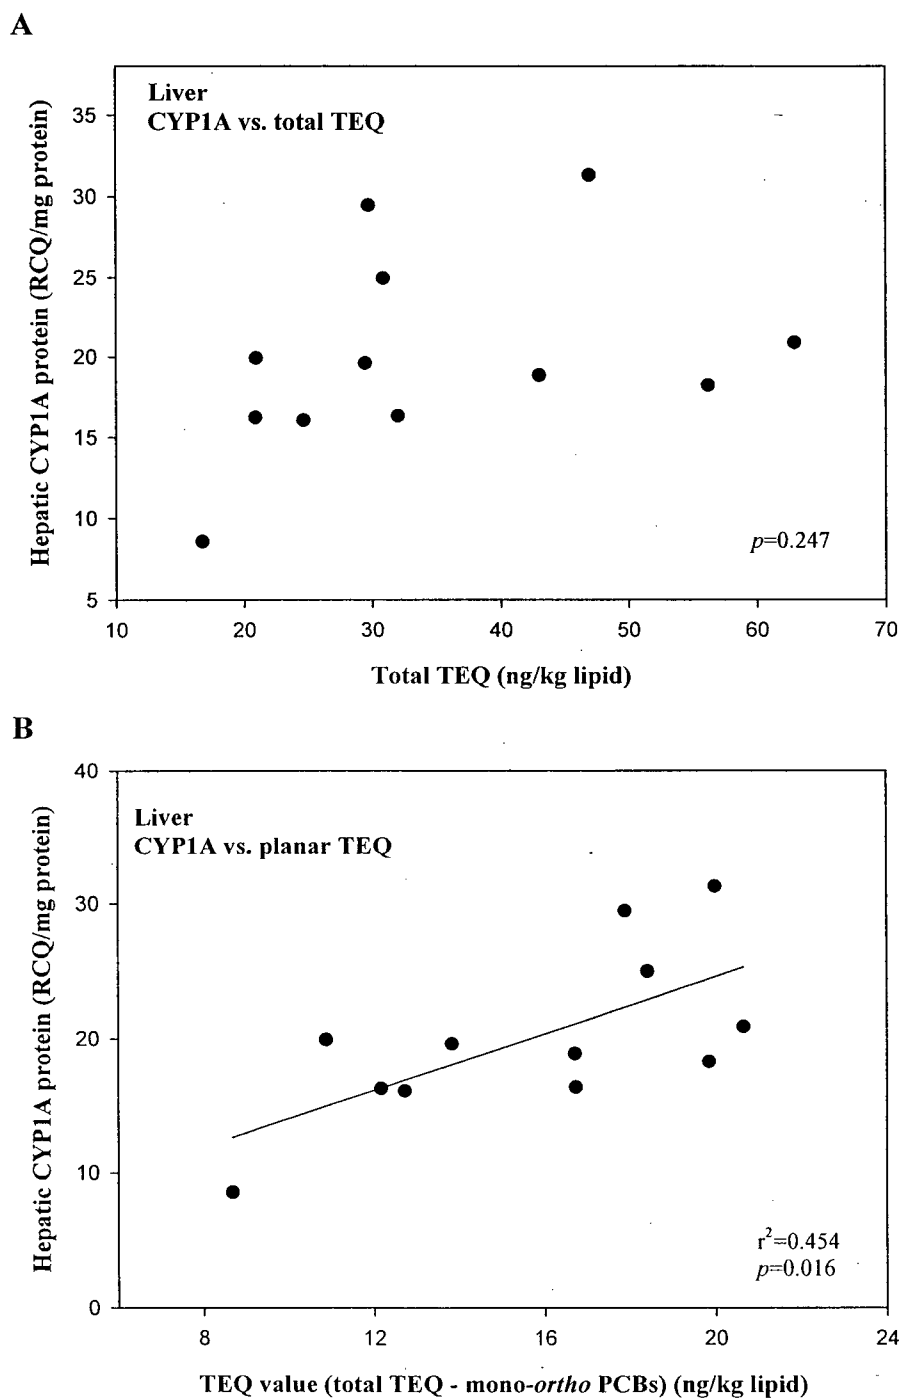 A
Liver
CYP1A vs. total TEQ
Hepatic CYP1A protein (RCQ/mg protein)
35
30
25
20
15
10
5
p=0.247
10 20 30 40 50 60 70
Total TEQ (ng/kg lipid)
B
Liver
CYP1A vs. planar TEQ
Hepatic CYP1A protein (RCQ/mg protein)
40
30
20
10
0
r²=0.454
p=0.016
8 12 16 20 24
TEQ value (total TEQ - mono-ortho PCBs) (ng/kg lipid)